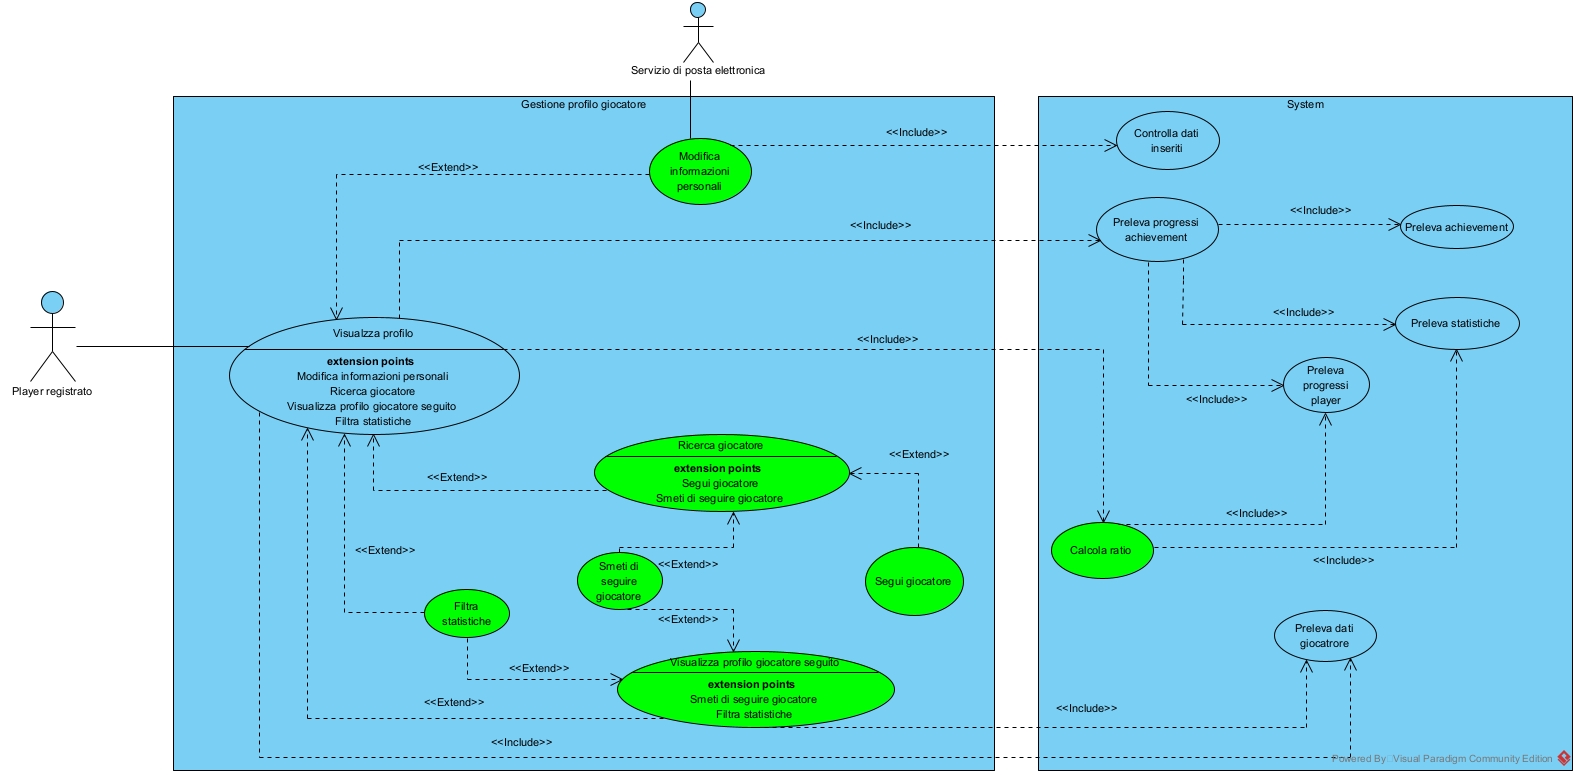 Servizio di posta elettronica
Gestione profilo giocatore
System
<<Include>>
Controlla dati
inseriti
Modifica
informazioni
personali
<<Extend>>
<<Include>>
Preleva progressi
achievement
<<Include>>
Preleva achievement
<<Include>>
Preleva statistiche
Player registrato
Visualzza profilo
extension points
Modifica informazioni personali
Ricerca giocatore
Visualizza profilo giocatore seguito
Filtra statistiche
<<Include>>
Preleva
progressi
player
<<Include>>
Ricerca giocatore
extension points
Segui giocatore
Smeti di seguire giocatore
<<Extend>>
<<Extend>>
<<Include>>
Calcola ratio
<<Include>>
<<Extend>>
Smeti di
seguire
giocatore
<<Extend>>
Segui giocatore
Filtra
statistiche
<<Extend>>
Preleva dati
giocatrore
<<Extend>>
Visualizza profilo giocatore seguito
extension points
Smeti di seguire giocatore
Filtra statistiche
<<Extend>>
<<Include>>
<<Include>>
Powered By Visual Paradigm Community Edition